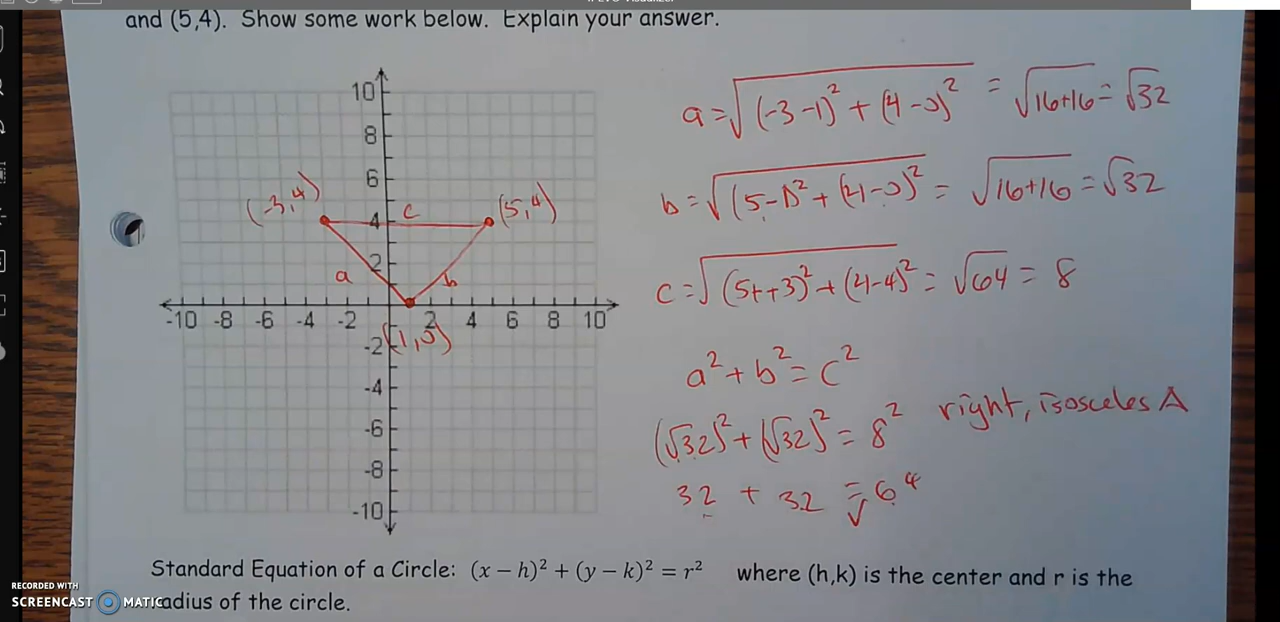 and (5,4). Show some work below. Explain your answer.
10
8
6
4
2
-10 -8 -6 -4 -2 2 4 6 8 10
-2
-4
-6
-8
-10
(-3,4)
c
(5,4)
a
b
(1,0)
a = √(-3-1)² + (4-0)² = √16+16 = √32
b = √(5-1)² + (4-0)² = √16+16 = √32
c = √(5++3)² + (4-4)² = √64 = 8
a² + b² = c²
(√32)² + (√32)² = 8² right, isosceles Δ
32 + 32 = 64 ✓
Standard Equation of a Circle: (x − h)² + (y − k)² = r² where (h,k) is the center and r is the
radius of the circle.
RECORDED WITH
SCREENCAST MATIC